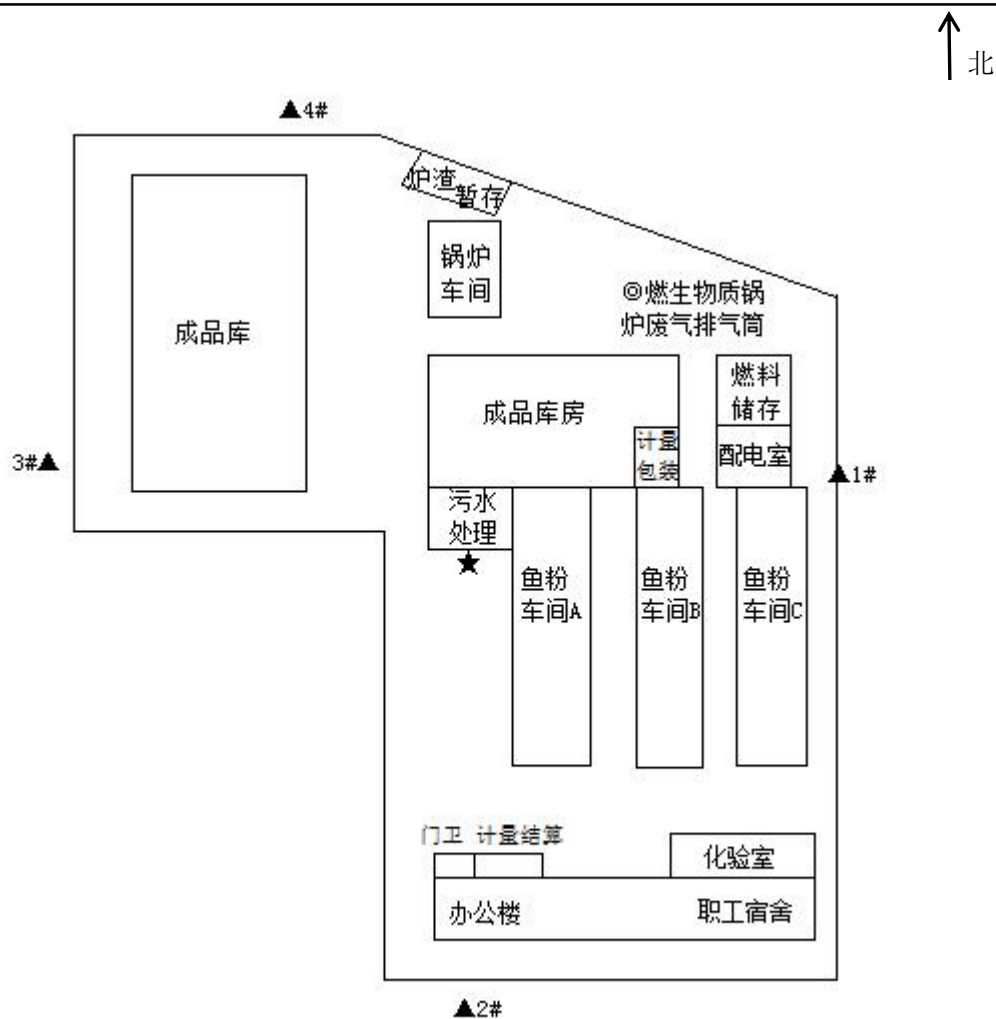 北
▲4#
炉渣暂存
锅炉
车间
◎燃生物质锅
炉废气排气筒
成品库
燃料
储存
成品库房
计量
包装
配电室
3#▲
▲1#
污水
处理
★
鱼粉
车间A
鱼粉
车间B
鱼粉
车间C
门卫 计量结算
化验室
办公楼
职工宿舍
▲2#